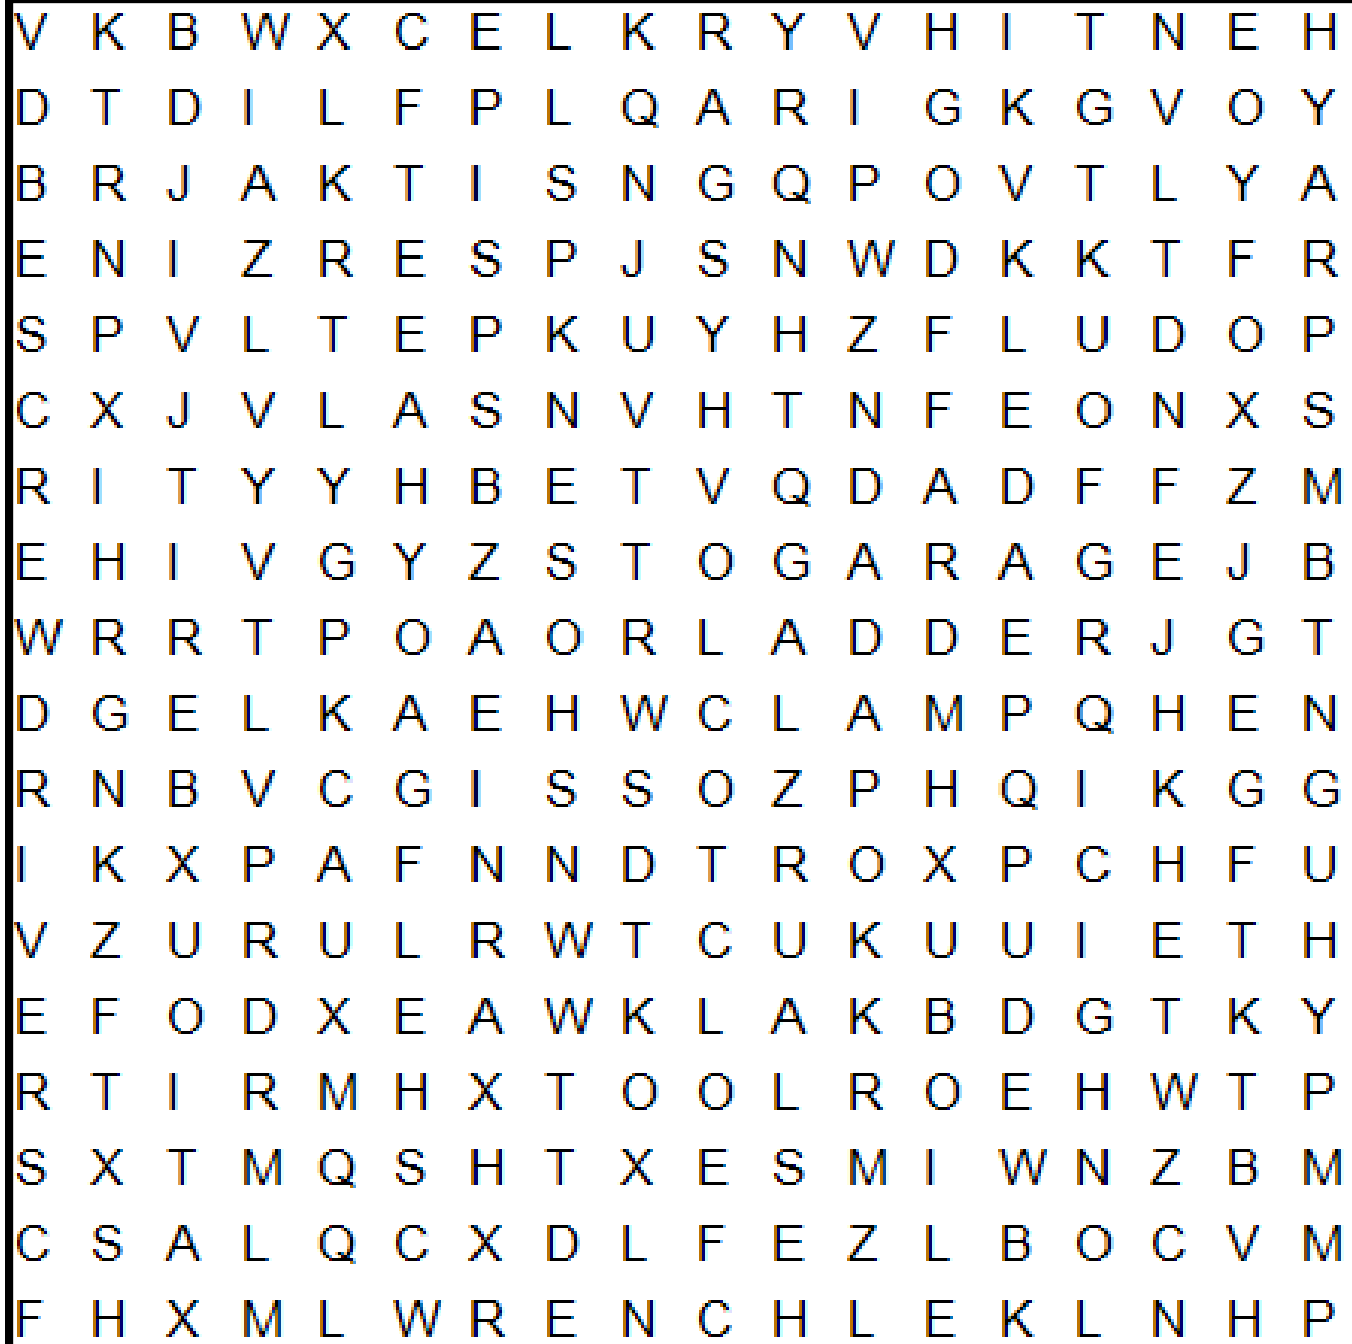 V K B W X C E L K R Y V H I T N E H
D T D I L F P L Q A R I G K G V O Y
B R J A K T I S N G Q P O V T L Y A
E N I Z R E S P J S N W D K K T F R
S P V L T E P K U Y H Z F L U D O P
C X J V L A S N V H T N F E O N X S
R I T Y Y H B E T V Q D A D F F Z M
E H I V G Y Z S T O G A R A G E J B
W R R T P O A O R L A D D E R J G T
D G E L K A E H W C L A M P Q H E N
R N B V C G I S S O Z P H Q I K G G
I K X P A F N N D T R O X P C H F U
V Z U R U L R W T C U K U U I E T H
E F O D X E A W K L A K B D G T K Y
R T I R M H X T O O L R O E H W T P
S X T M Q S H T X E S M I W N Z B M
C S A L Q C X D L F E Z L B O C V M
F H X M L W R E N C H L E K L N H P